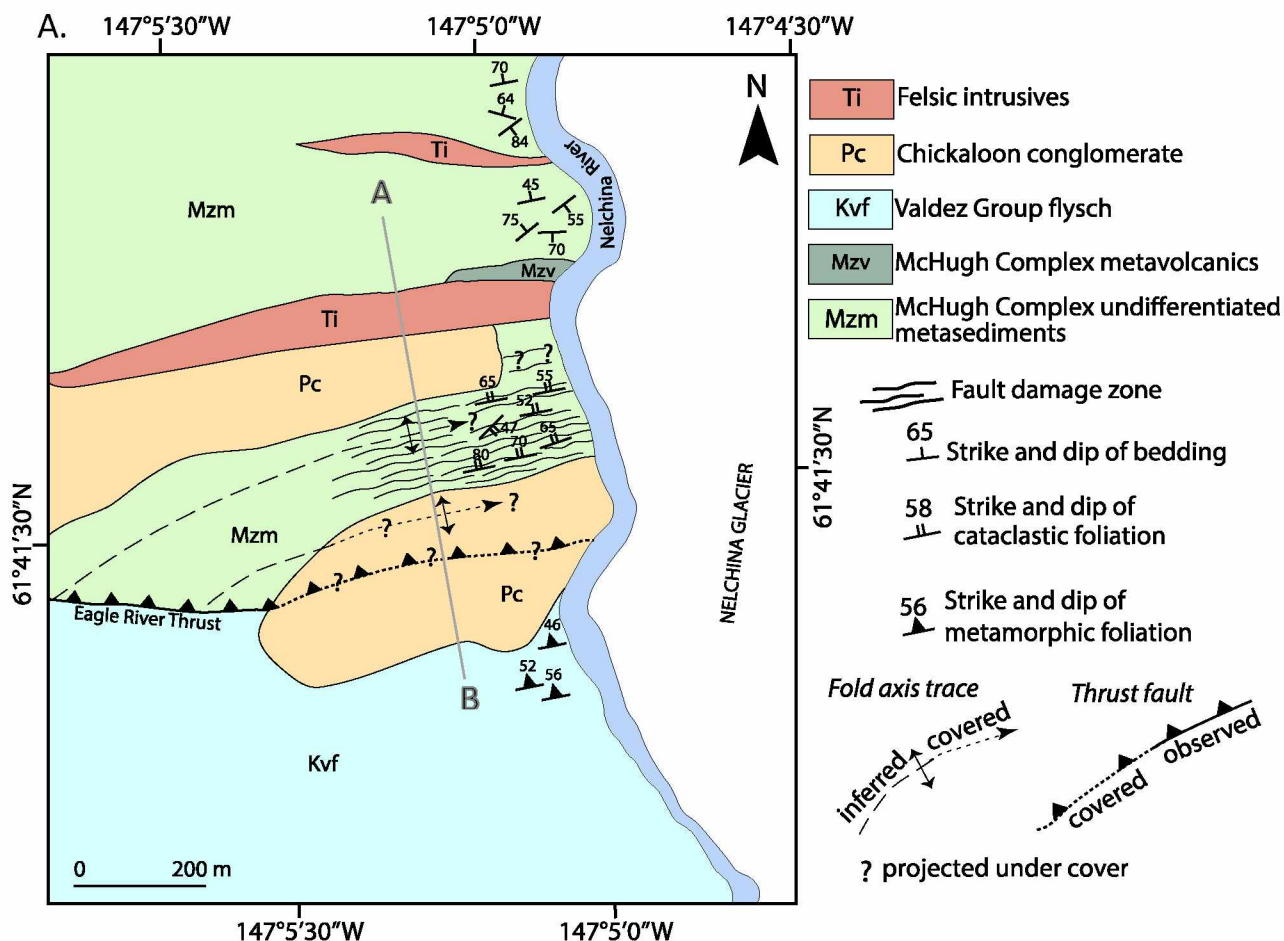 A.
147°5'30"W
147°5'0"W
147°4'30"W
70
64
84
Ti
River
Nelchina
N
A
45
55
75
70
Mzm
Mzv
Ti
Pc
? ?
65
55
52
?
47
65
70
80
Mzm
?
?
?
?
?
Pc
Eagle River Thrust
46
52
56
B
Kvf
NELCHINA GLACIER
61°41'30"N
61°41'30"N
0 200 m
147°5'30"W
147°5'0"W
Ti Felsic intrusives
Pc Chickaloon conglomerate
Kvf Valdez Group flysch
Mzv McHugh Complex metavolcanics
Mzm McHugh Complex undifferentiated
metasediments
Fault damage zone
65
Strike and dip of bedding
58 Strike and dip of
cataclastic foliation
56 Strike and dip of
metamorphic foliation
Fold axis trace
inferred
covered
Thrust fault
covered
observed
? projected under cover